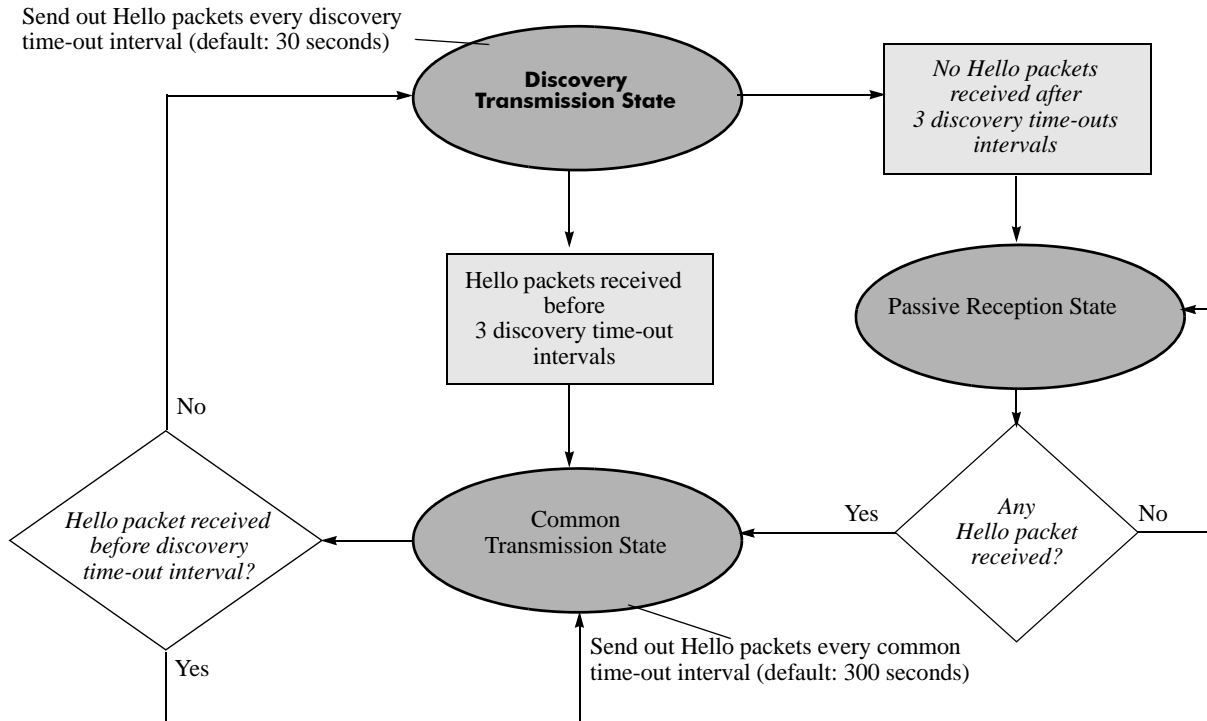 Send out Hello packets every discovery
time-out interval (default: 30 seconds)
Discovery
Transmission State
No Hello packets
received after
3 discovery time-outs
intervals
Hello packets received
before
3 discovery time-out
intervals
Passive Reception State
No
Hello packet received
before discovery
time-out interval?
Yes
Common
Transmission State
Yes
Any
Hello packet
received?
No
Send out Hello packets every common
time-out interval (default: 300 seconds)